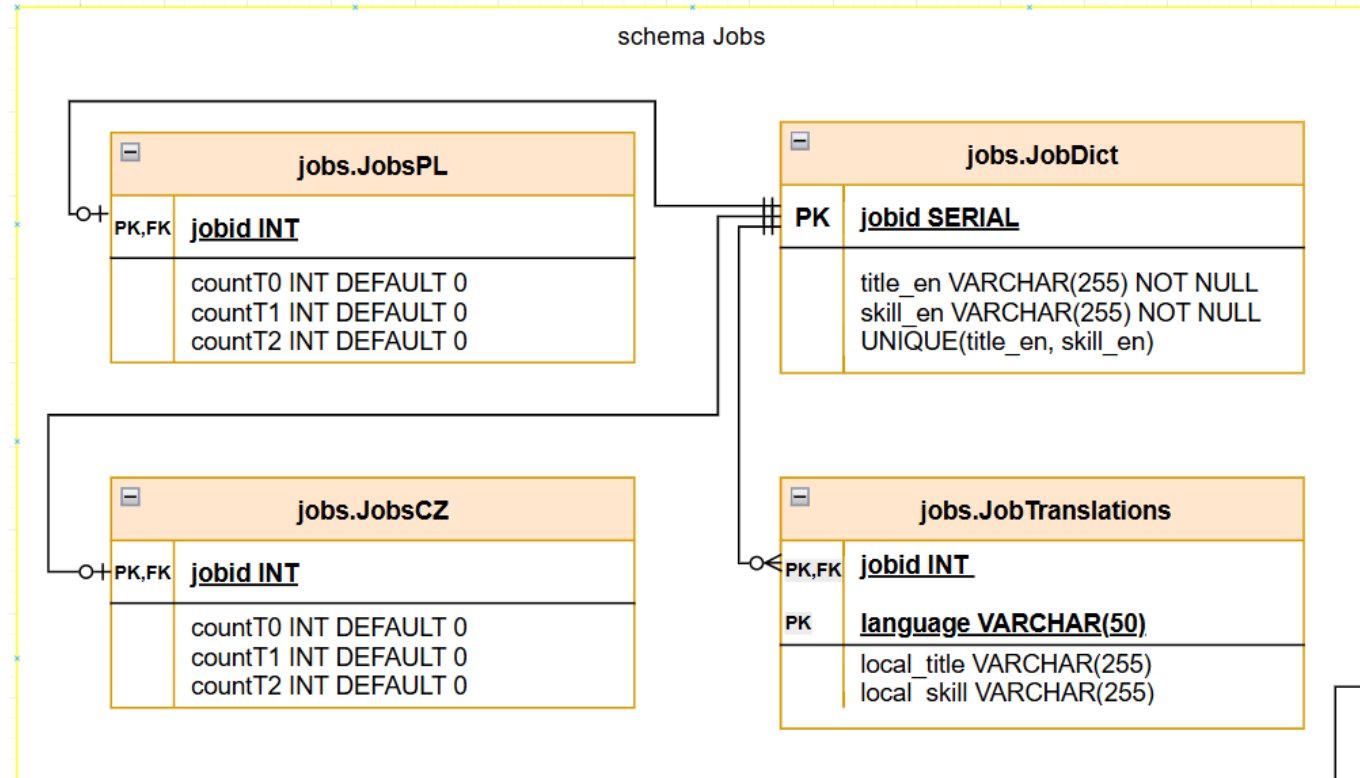 schema Jobs
jobs.JobsPL
PK,FK jobid INT
countT0 INT DEFAULT 0
countT1 INT DEFAULT 0
countT2 INT DEFAULT 0
jobs.JobDict
PK jobid SERIAL
title_en VARCHAR(255) NOT NULL
skill_en VARCHAR(255) NOT NULL
UNIQUE(title_en, skill_en)
jobs.JobsCZ
PK,FK jobid INT
countT0 INT DEFAULT 0
countT1 INT DEFAULT 0
countT2 INT DEFAULT 0
jobs.JobTranslations
PK,FK jobid INT
PK language VARCHAR(50)
local_title VARCHAR(255)
local_skill VARCHAR(255)